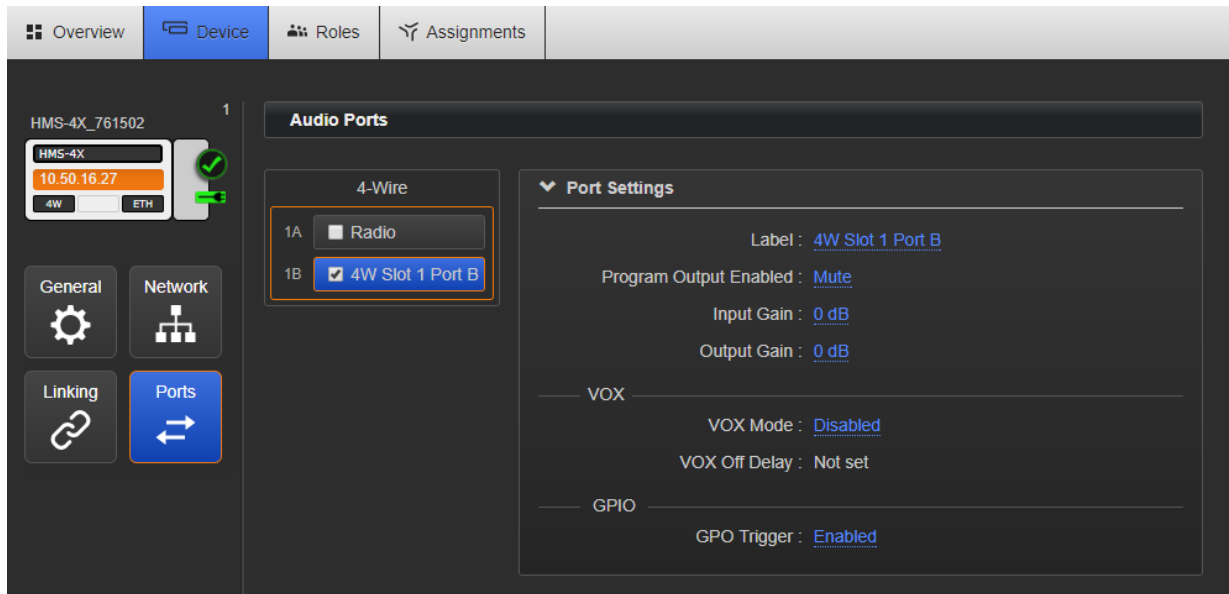 Overview Device Roles Assignments
1
HMS-4X_761502
HMS-4X
10.50.16.27
4W ETH
General Network
Linking Ports
Audio Ports
4-Wire
1A Radio
1B 4W Slot 1 Port B
Port Settings
Label : 4W Slot 1 Port B
Program Output Enabled : Mute
Input Gain : 0 dB
Output Gain : 0 dB
VOX
VOX Mode : Disabled
VOX Off Delay : Not set
GPIO
GPO Trigger : Enabled